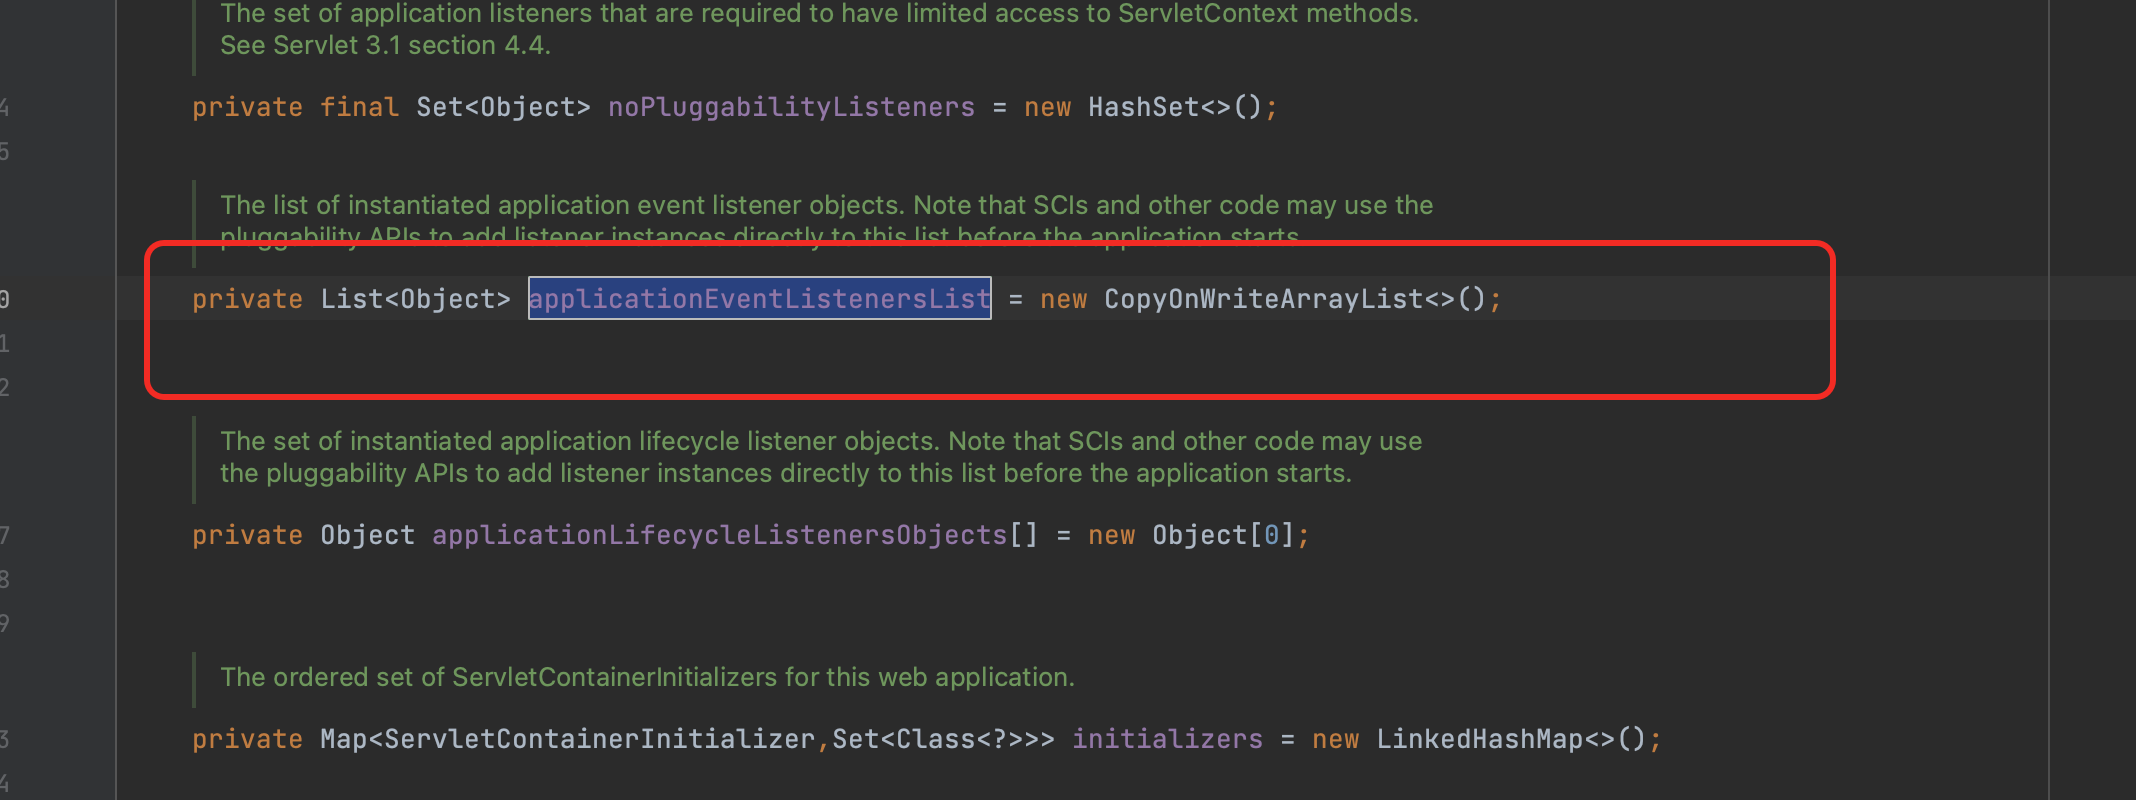 The set of application listeners that are required to have limited access to ServletContext methods.
See Servlet 3.1 section 4.4.
4 private final Set<Object> noPluggabilityListeners = new HashSet<>();
5
The list of instantiated application event listener objects. Note that SCIs and other code may use the
pluggability APIs to add listener instances directly to this list before the application starts.
0 private List<Object> applicationEventListenersList = new CopyOnWriteArrayList<>();
1
2
The set of instantiated application lifecycle listener objects. Note that SCIs and other code may use
the pluggability APIs to add listener instances directly to this list before the application starts.
7 private Object applicationLifecycleListenersObjects[] = new Object[0];
8
9
The ordered set of ServletContainerInitializers for this web application.
3 private Map<ServletContainerInitializer,Set<Class<?>>> initializers = new LinkedHashMap<>();
4